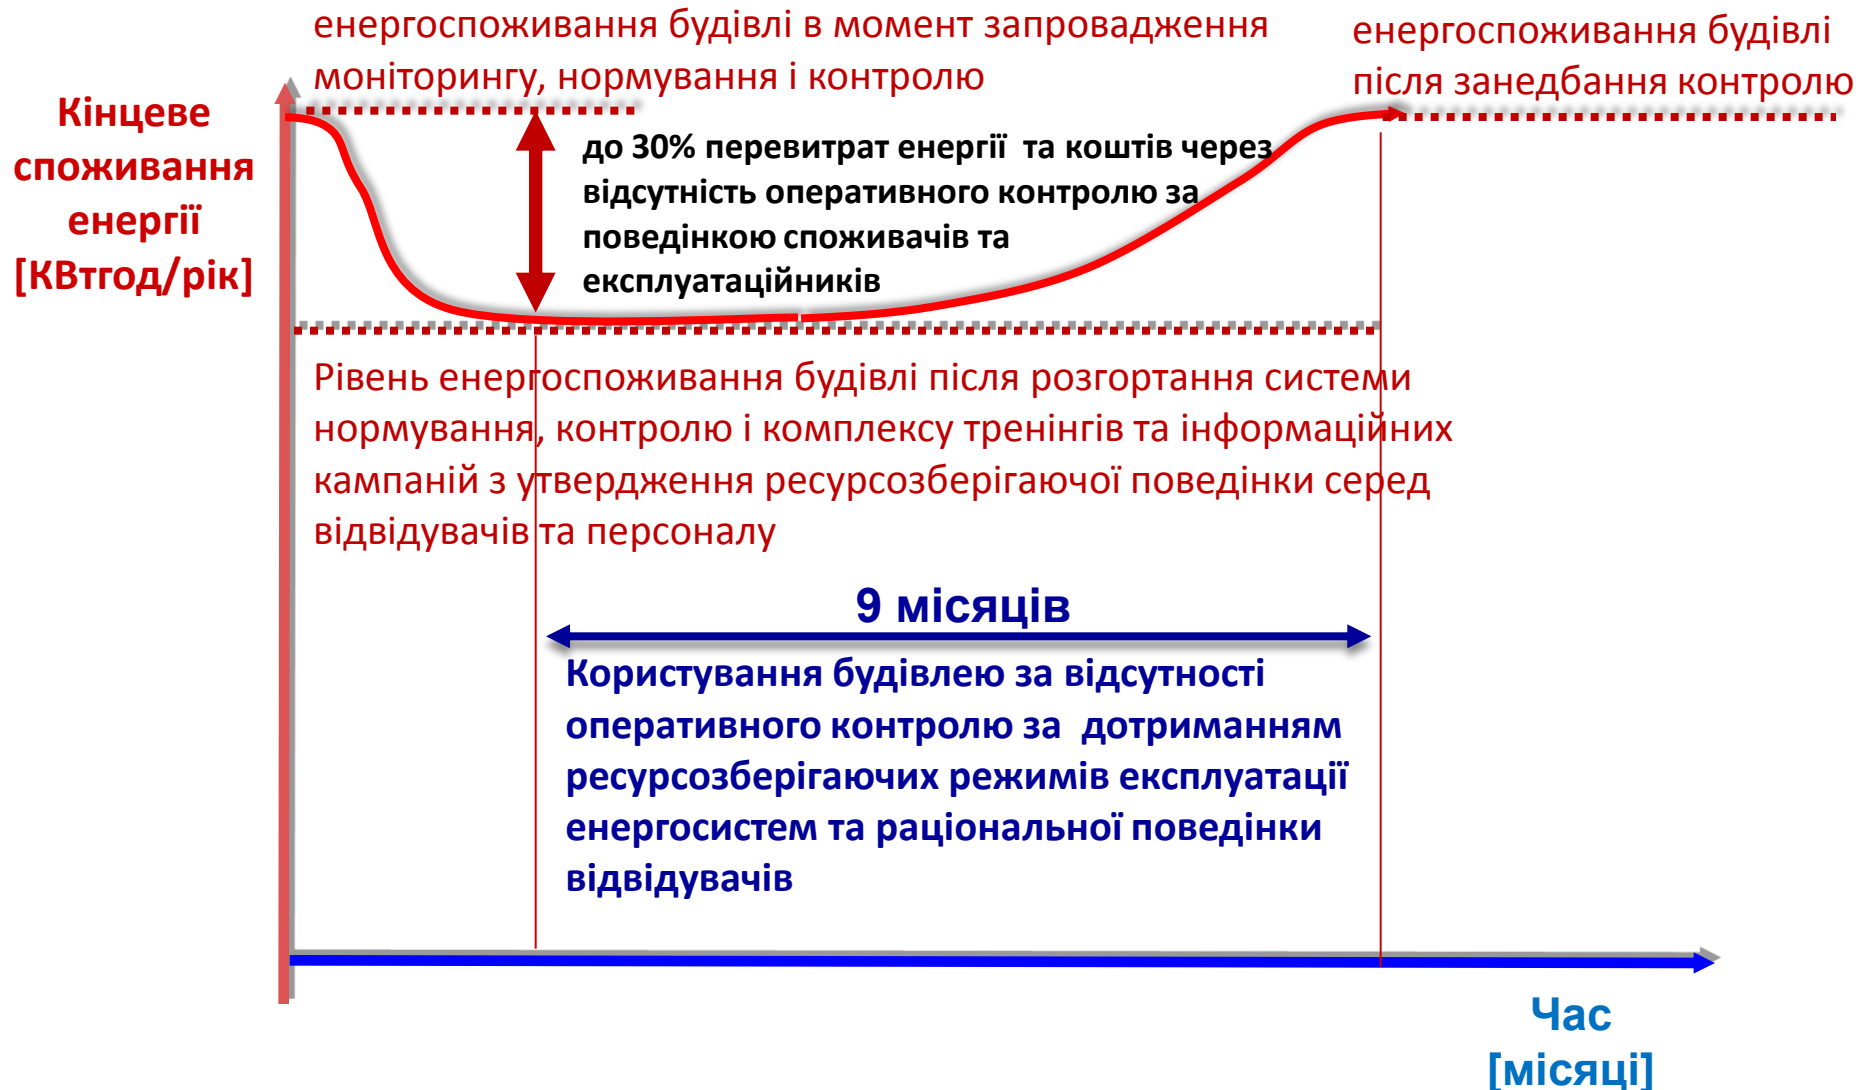 енергоспоживання будівлі в момент запровадження
моніторингу, нормування і контролю
енергоспоживання будівлі
після занедбання контролю
Кінцеве
споживання
енергії
[КВтгод/рік]
до 30% перевитрат енергії та коштів через
відсутність оперативного контролю за
поведінкою споживачів та
експлуатаційників
Рівень енергоспоживання будівлі після розгортання системи
нормування, контролю і комплексу тренінгів та інформаційних
кампаній з утвердження ресурсозберігаючої поведінки серед
відвідувачів та персоналу
9 місяців
Користування будівлею за відсутності
оперативного контролю за дотриманням
ресурсозберігаючих режимів експлуатації
енергосистем та раціональної поведінки
відвідувачів
Час
[місяці]